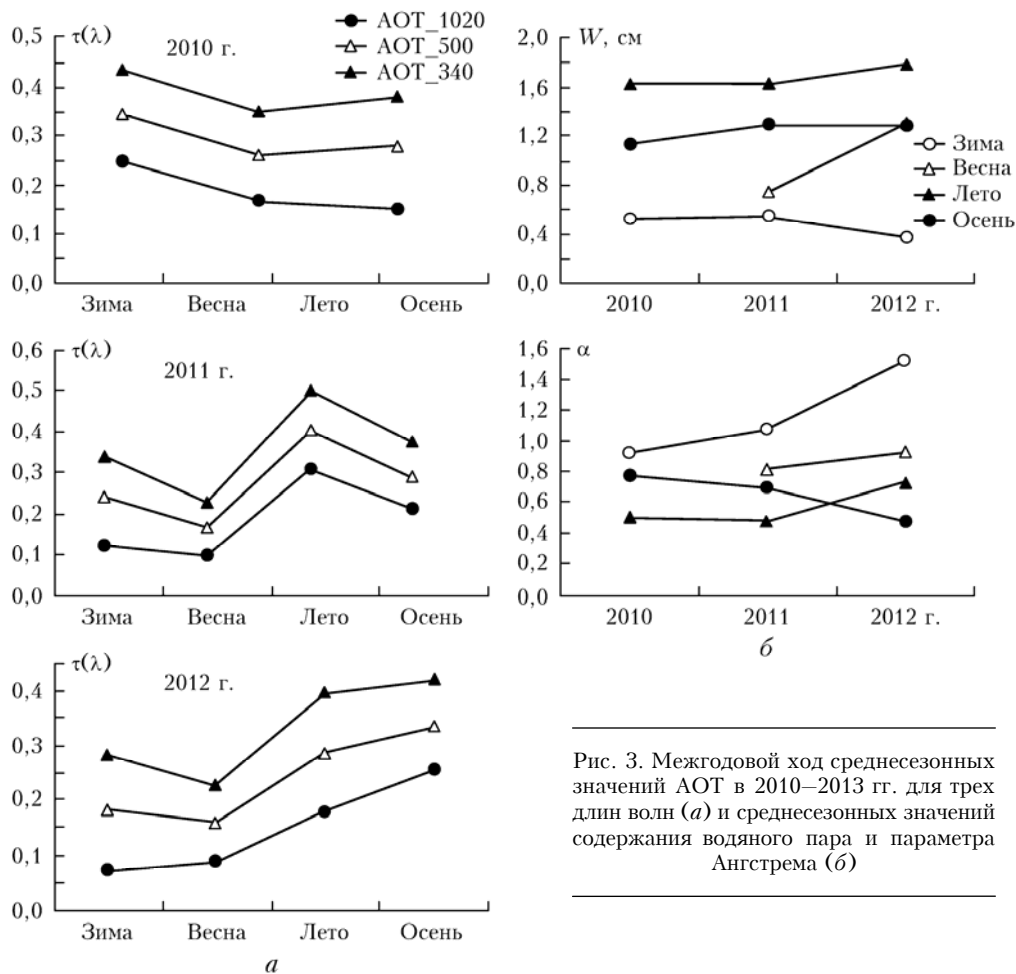 τ(λ)
2010 г.
АОТ_1020
АОТ_500
АОТ_340
0,5
0,4
0,3
0,2
0,1
0,0
Зима Весна Лето Осень
τ(λ)
2011 г.
0,6
0,5
0,4
0,3
0,2
0,1
0,0
Зима Весна Лето Осень
τ(λ)
2012 г.
0,4
0,3
0,2
0,1
0,0
Зима Весна Лето Осень
а
W, см
2,0
1,6
1,2
0,8
0,4
0,0
Зима
Весна
Лето
Осень
2010 2011 2012 г.
α
1,6
1,4
1,2
1,0
0,8
0,6
0,4
0,2
0,0
2010 2011 2012 г.
б
Рис. 3. Межгодовой ход среднесезонных
значений АОТ в 2010–2013 гг. для трех
длин волн (а) и среднесезонных значений
содержания водяного пара и параметра
Ангстрема (б)